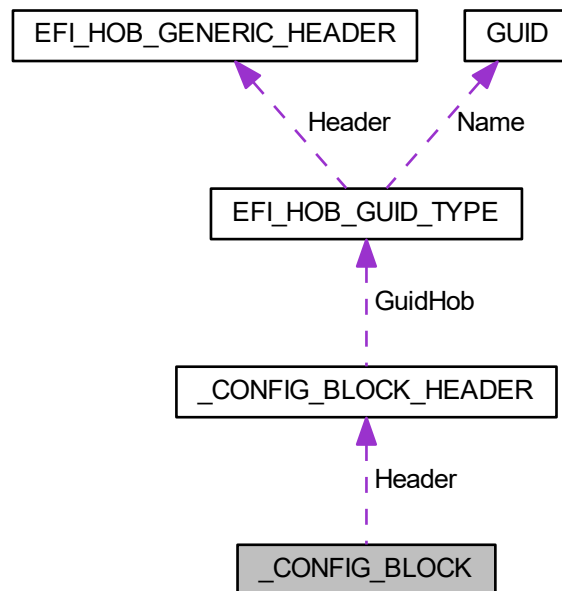 EFI_HOB_GENERIC_HEADER
GUID
Header
Name
EFI_HOB_GUID_TYPE
GuidHob
_CONFIG_BLOCK_HEADER
Header
_CONFIG_BLOCK